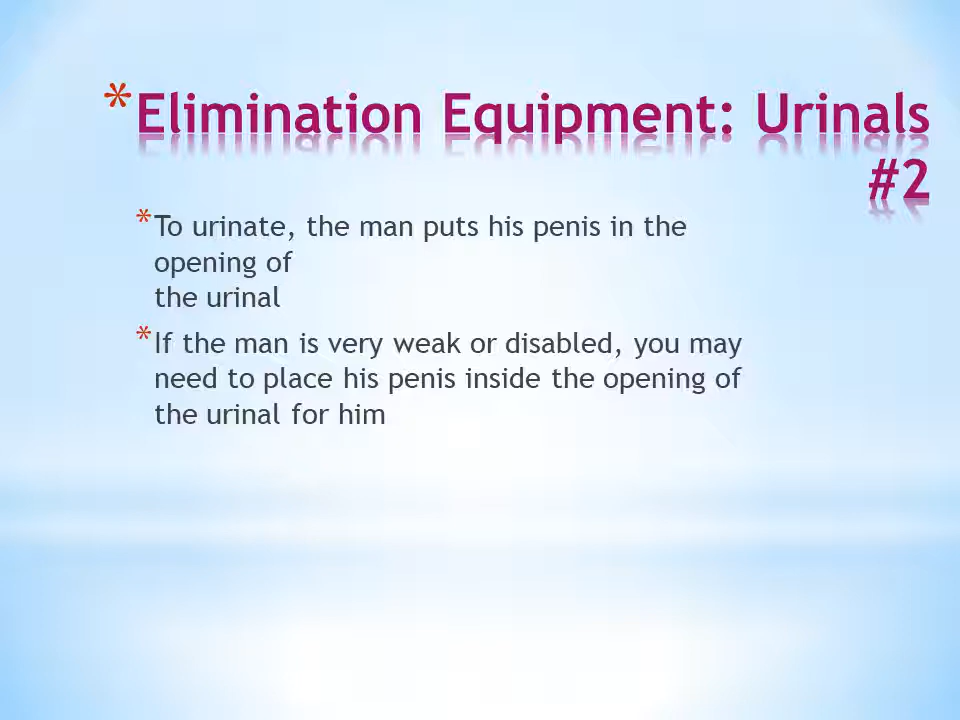 *Elimination Equipment: Urinals
#2
*To urinate, the man puts his penis in the
opening of
the urinal
*If the man is very weak or disabled, you may
need to place his penis inside the opening of
the urinal for him